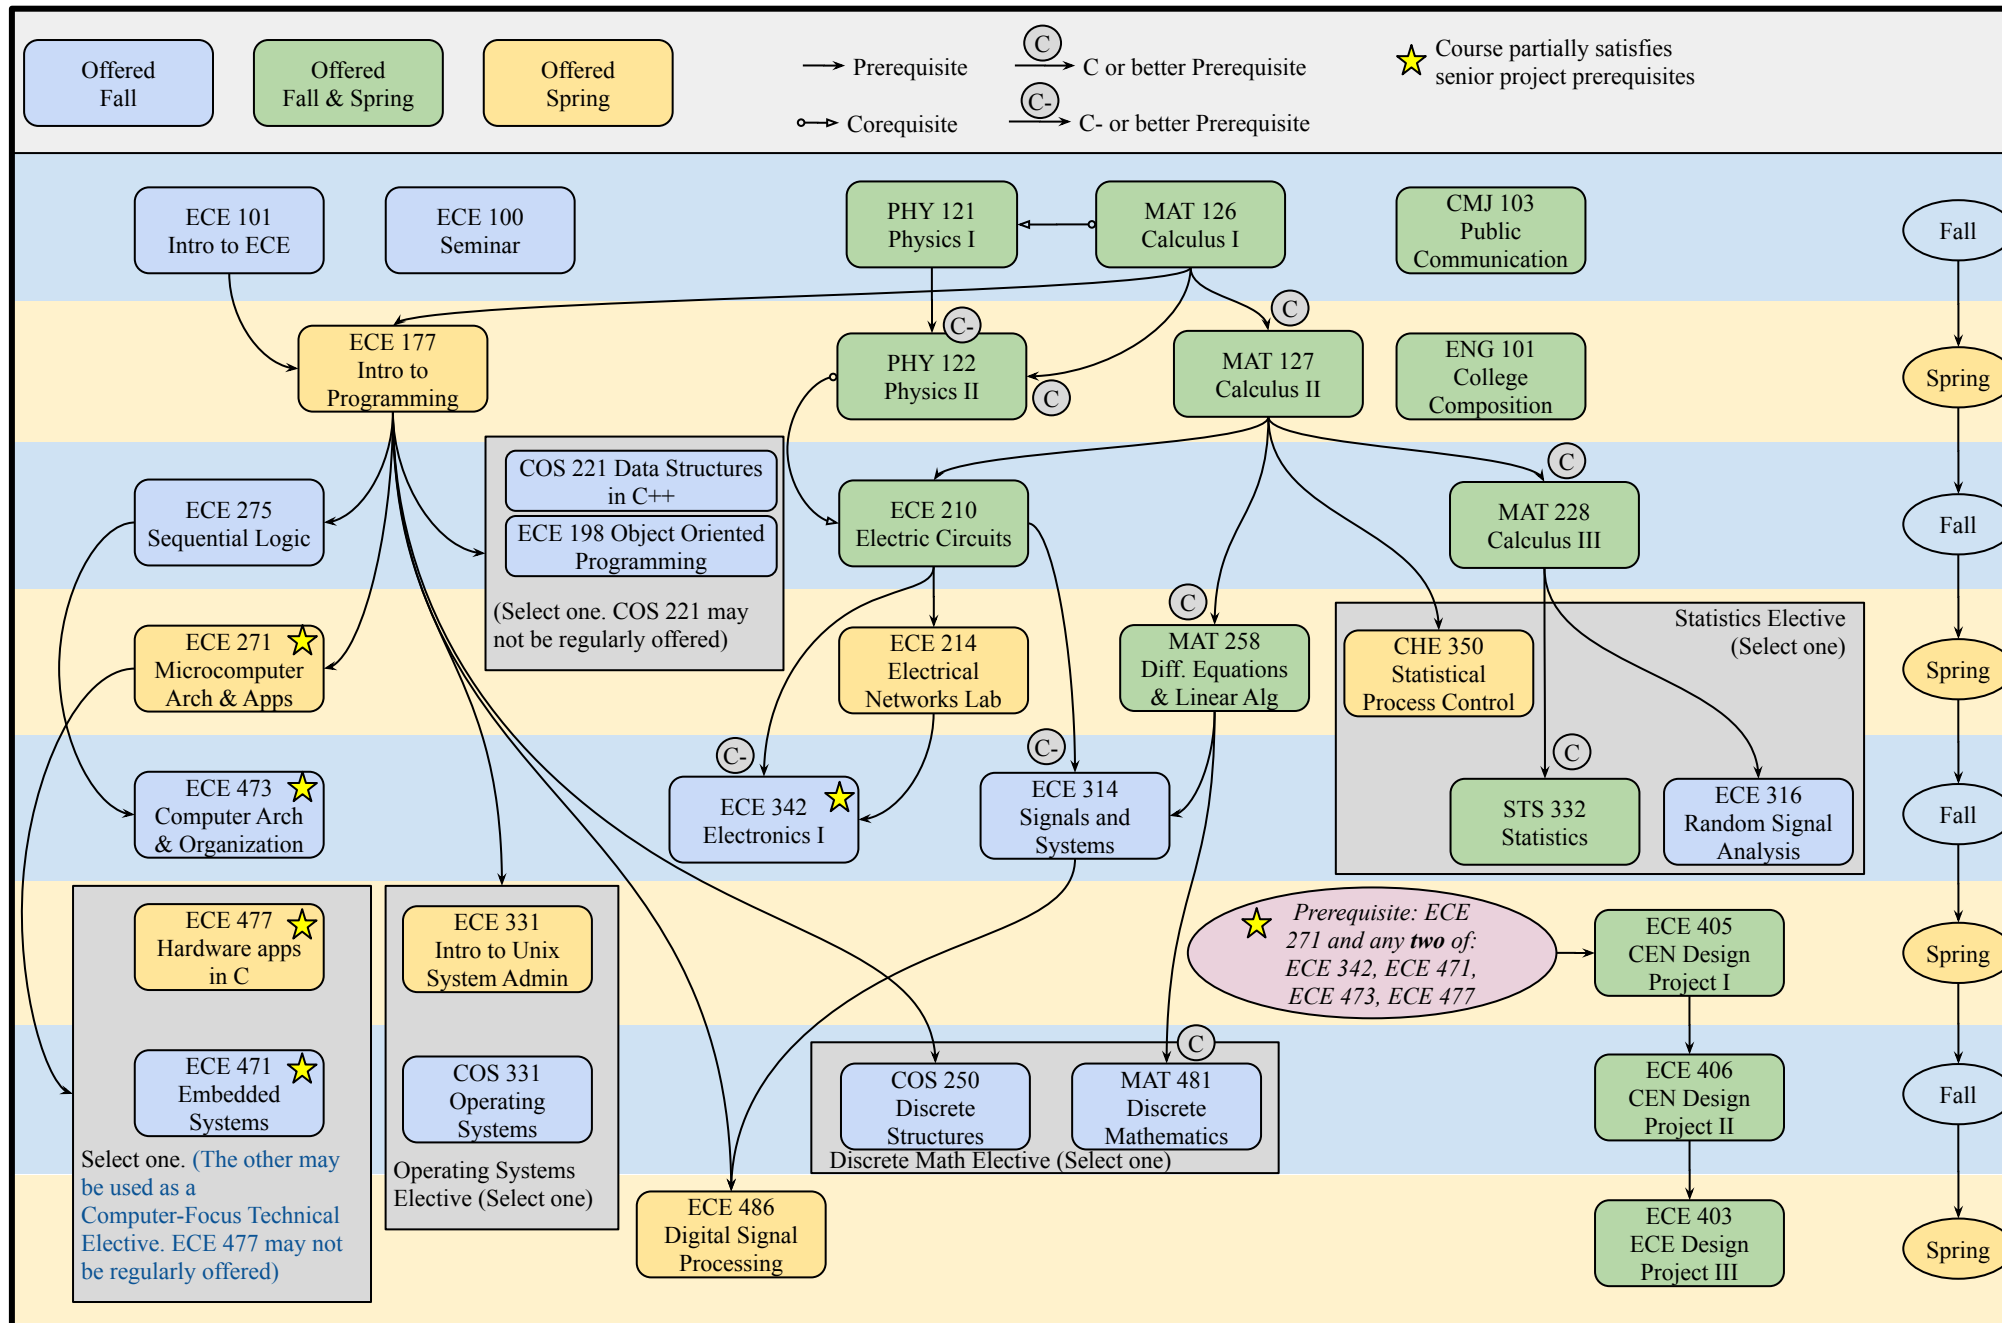 Offered
Fall
Offered
Fall & Spring
Offered
Spring
Prerequisite
Corequisite
C
C or better Prerequisite
C-
C- or better Prerequisite
Course partially satisfies
senior project prerequisites
ECE 101
Intro to ECE
ECE 100
Seminar
PHY 121
Physics I
MAT 126
Calculus I
CMJ 103
Public
Communication
Fall
ECE 177
Intro to
Programming
C-
PHY 122
Physics II
C
C
MAT 127
Calculus II
ENG 101
College
Composition
Spring
ECE 275
Sequential Logic
COS 221 Data Structures
in C++
ECE 198 Object Oriented
Programming
(Select one. COS 221 may
not be regularly offered)
ECE 210
Electric Circuits
C
MAT 228
Calculus III
Fall
ECE 271
Microcomputer
Arch & Apps
ECE 214
Electrical
Networks Lab
C
MAT 258
Diff. Equations
& Linear Alg
Statistics Elective
(Select one)
CHE 350
Statistical
Process Control
Spring
ECE 473
Computer Arch
& Organization
C-
ECE 342
Electronics I
C-
ECE 314
Signals and
Systems
C
STS 332
Statistics
ECE 316
Random Signal
Analysis
Fall
ECE 477
Hardware apps
in C
ECE 331
Intro to Unix
System Admin
Prerequisite: ECE
271 and any two of:
ECE 342, ECE 471,
ECE 473, ECE 477
ECE 405
CEN Design
Project I
Spring
ECE 471
Embedded
Systems
Select one. (The other may
be used as a
Computer-Focus Technical
Elective. ECE 477 may not
be regularly offered)
COS 331
Operating
Systems
Operating Systems
Elective (Select one)
COS 250
Discrete
Structures
C
MAT 481
Discrete
Mathematics
Discrete Math Elective (Select one)
ECE 406
CEN Design
Project II
Fall
ECE 486
Digital Signal
Processing
ECE 403
ECE Design
Project III
Spring